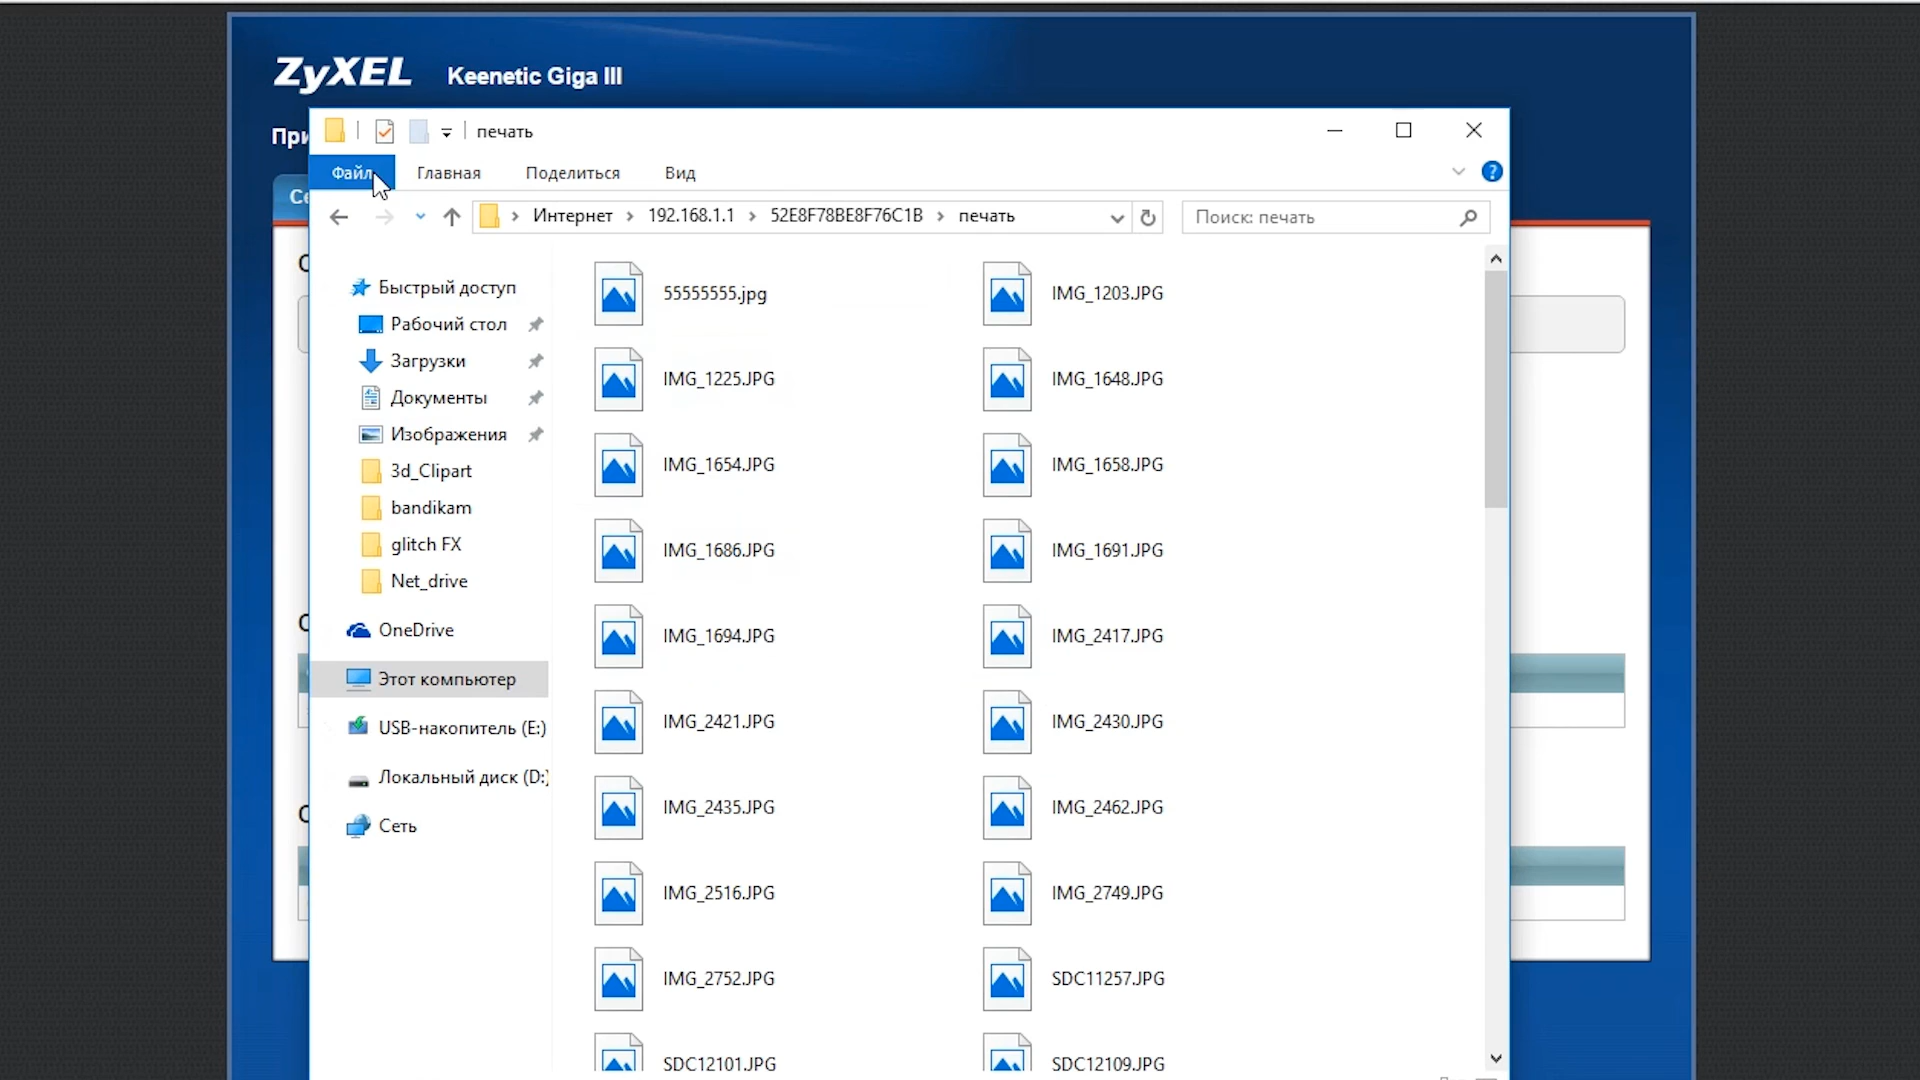 ZyXEL Keenetic Giga III
При
печать
Файл Главная Поделиться Вид
Интернет 192.168.1.1 52E8F78BE8F76C1B печать
Поиск: печать
Быстрый доступ
Рабочий стол
Загрузки
Документы
Изображения
3d_Clipart
bandikam
glitch FX
Net_drive
OneDrive
Этот компьютер
USB-накопитель (E:)
Локальный диск (D:)
Сеть
55555555.jpg IMG_1203.JPG
IMG_1225.JPG IMG_1648.JPG
IMG_1654.JPG IMG_1658.JPG
IMG_1686.JPG IMG_1691.JPG
IMG_1694.JPG IMG_2417.JPG
IMG_2421.JPG IMG_2430.JPG
IMG_2435.JPG IMG_2462.JPG
IMG_2516.JPG IMG_2749.JPG
IMG_2752.JPG SDC11257.JPG
SDC12101.JPG SDC12109.JPG